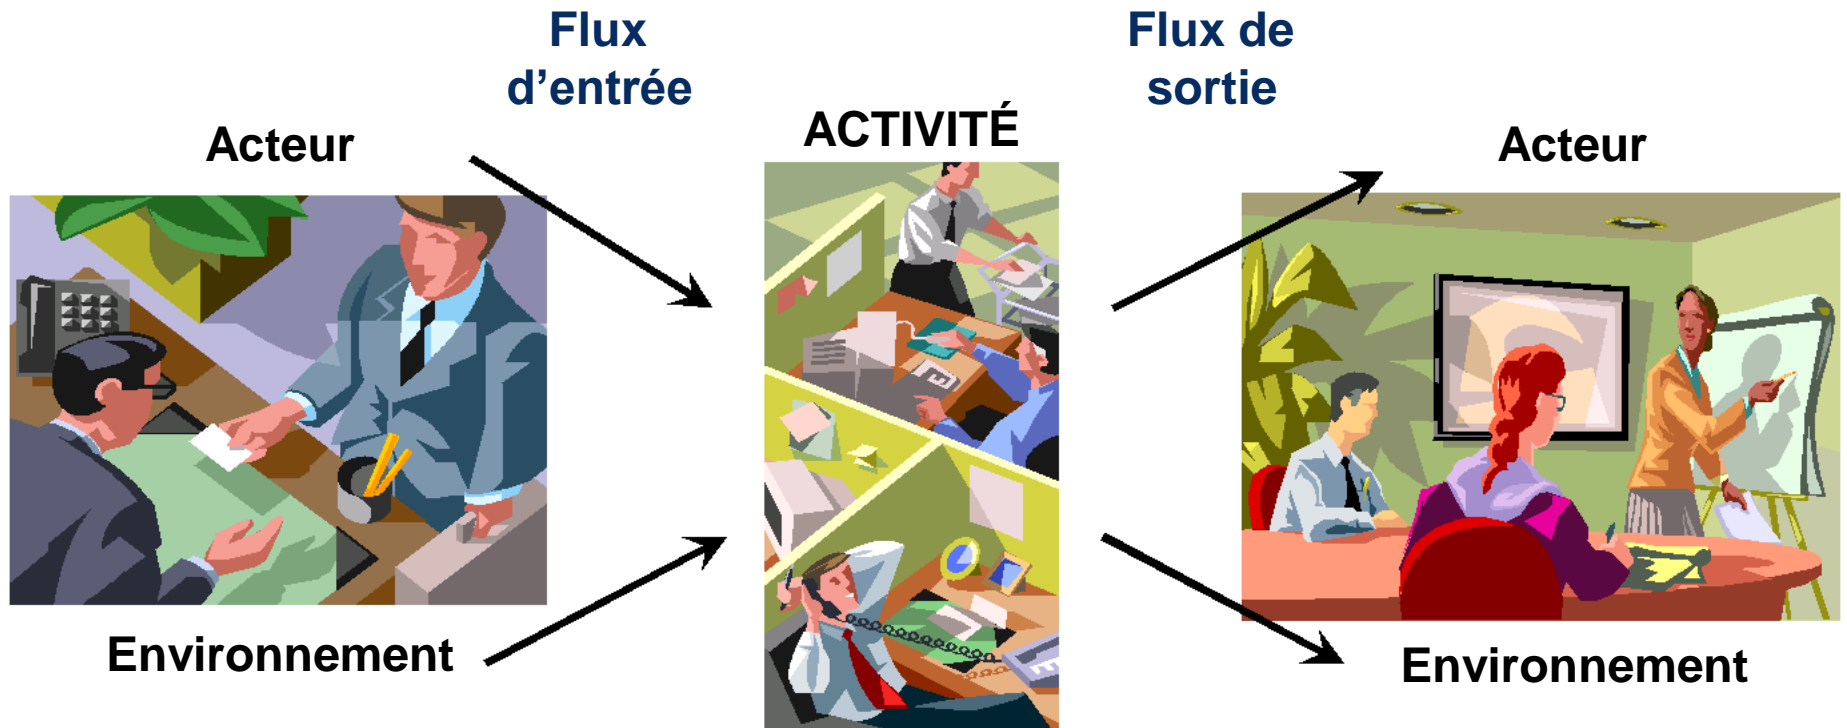 Flux
d’entrée
Flux de
sortie
ACTIVITÉ
Acteur
Acteur
Environnement
Environnement